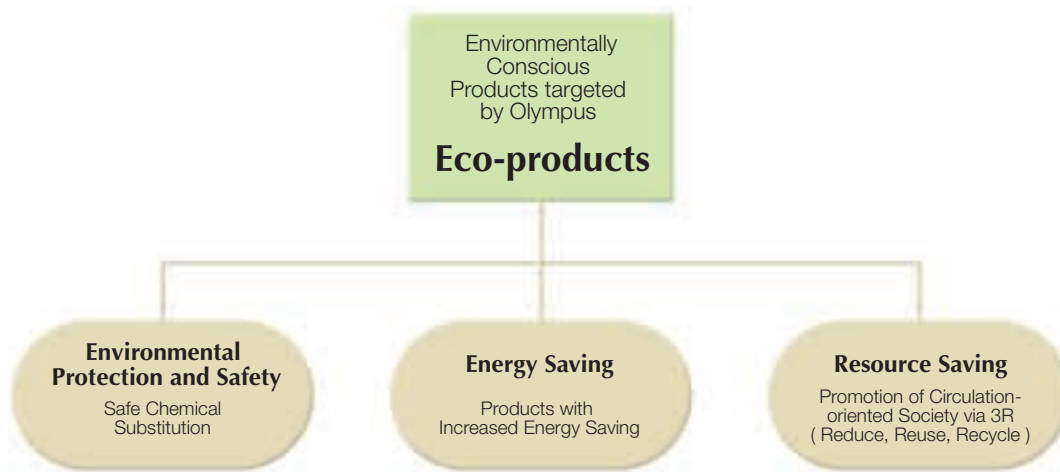 Environmentally
Conscious
Products targeted
by Olympus
Eco-products
Environmental
Protection and Safety
Safe Chemical
Substitution
Energy Saving
Products with
Increased Energy Saving
Resource Saving
Promotion of Circulation-
oriented Society via 3R
( Reduce, Reuse, Recycle )